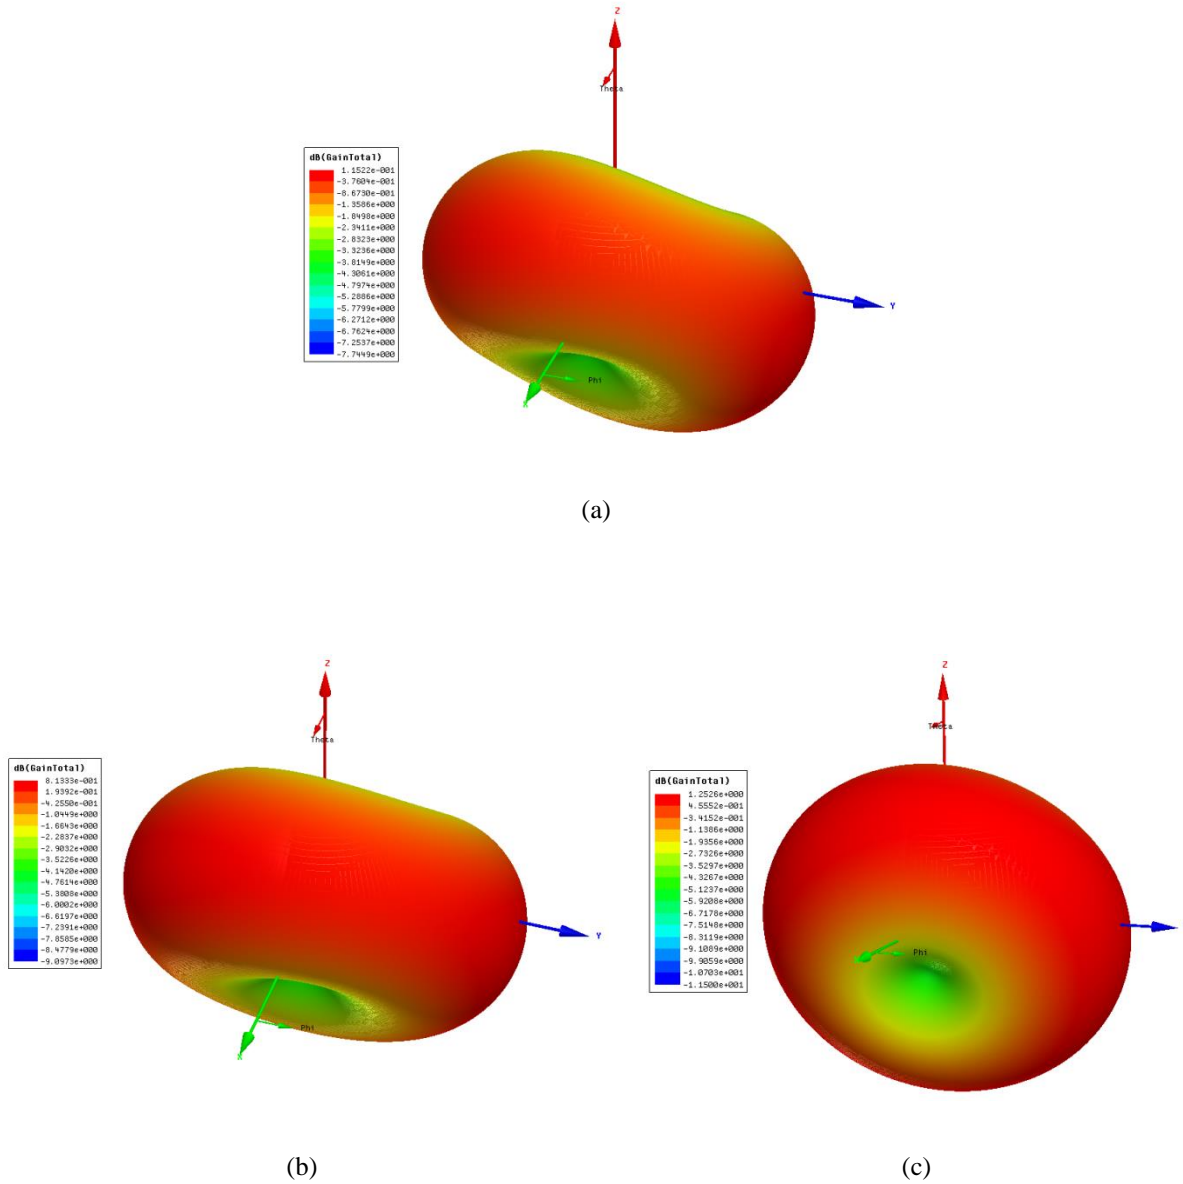 Z
Theta
dB(GainTotal)
1.1522e-001
-3.7604e-001
-8.6730e-001
-1.3586e+000
-1.8498e+000
-2.3411e+000
-2.8323e+000
-3.3236e+000
-3.8149e+000
-4.3061e+000
-4.7974e+000
-5.2886e+000
-5.7799e+000
-6.2712e+000
-6.7624e+000
-7.2537e+000
-7.7449e+000
Y
Phi
X
(a)
Z
Theta
dB(GainTotal)
8.1333e-001
1.9392e-001
-4.2550e-001
-1.0449e+000
-1.6643e+000
-2.2837e+000
-2.9032e+000
-3.5226e+000
-4.1420e+000
-4.7614e+000
-5.3808e+000
-6.0002e+000
-6.6197e+000
-7.2391e+000
-7.8585e+000
-8.4779e+000
-9.0973e+000
Y
Phi
X
(b)
Z
Theta
dB(GainTotal)
1.2526e+000
4.5552e-001
-3.4152e-001
-1.1386e+000
-1.9356e+000
-2.7326e+000
-3.5297e+000
-4.3267e+000
-5.1237e+000
-5.9208e+000
-6.7178e+000
-7.5148e+000
-8.3119e+000
-9.1089e+000
-9.9059e+000
-1.0703e+001
-1.1500e+001
Phi
(c)